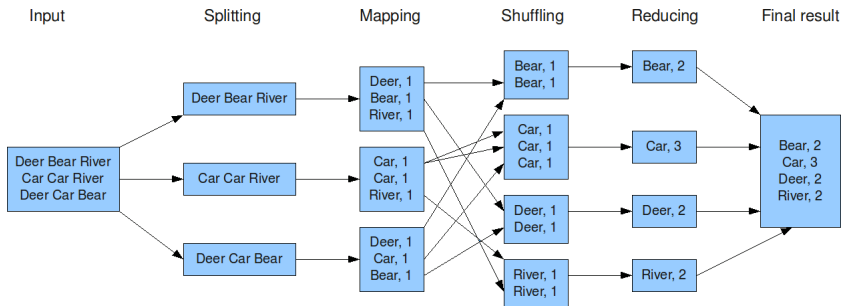 Input
Splitting
Mapping
Shuffling
Reducing
Final result
Deer Bear River
Car Car River
Deer Car Bear
Deer Bear River
Car Car River
Deer Car Bear
Deer, 1
Bear, 1
River, 1
Car, 1
Car, 1
River, 1
Deer, 1
Car, 1
Bear, 1
Bear, 1
Bear, 1
Car, 1
Car, 1
Car, 1
Deer, 1
Deer, 1
River, 1
River, 1
Bear, 2
Car, 3
Deer, 2
River, 2
Bear, 2
Car, 3
Deer, 2
River, 2